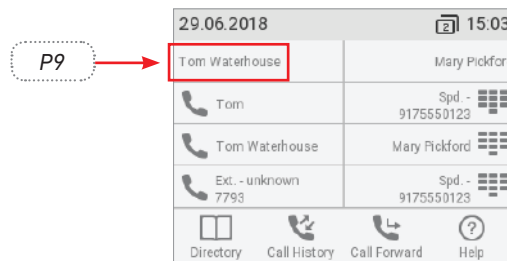 29.06.2018 2 15:03
P9
Tom Waterhouse Mary Pickfor
Tom Spd. -
9175550123
Tom Waterhouse Mary Pickford
Ext. - unknown Spd. -
7793 9175550123
Directory Call History Call Forward Help